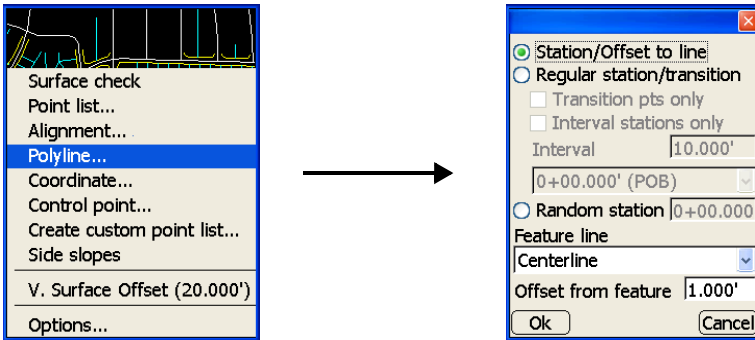 Surface check
Point list...
Alignment...
Polyline...
Coordinate...
Control point...
Create custom point list...
Side slopes
V. Surface Offset (20.000')
Options...
Station/Offset to line
Regular station/transition
Transition pts only
Interval stations only
Interval 10.000'
0+00.000' (POB)
Random station 0+00.000
Feature line
Centerline
Offset from feature 1.000'
Ok Cancel